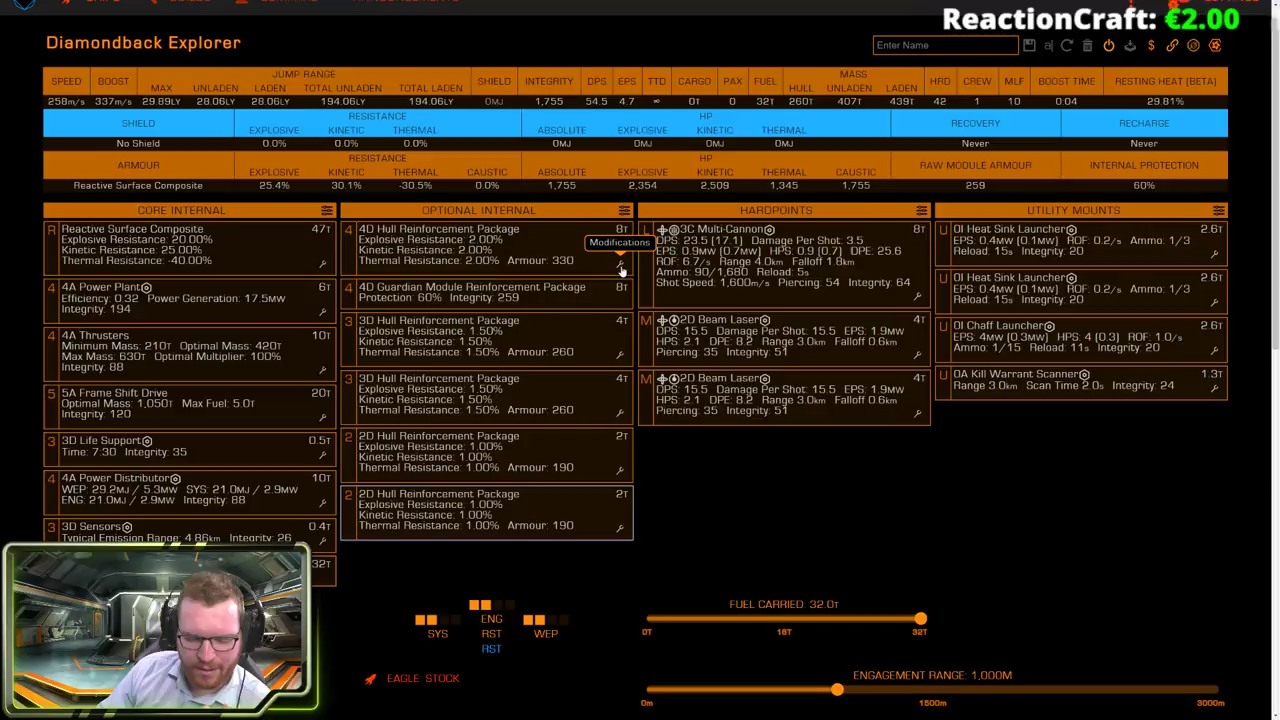 ReactionCraft: €2.00
Diamondback Explorer
Enter Name
SPEED BOOST JUMP RANGE SHIELD INTEGRITY DPS EPS TTD CARGO PAX FUEL MASS HRD CREW MLF BOOST TIME RESTING HEAT (BETA)
MAX UNLADEN LADEN TOTAL UNLADEN TOTAL LADEN HULL UNLADEN LADEN
258m/s 337m/s 29.89LY 28.06LY 28.06LY 194.06LY 194.06LY 0MJ 1,755 54.5 4.7 ∞ 0T 0 32T 260T 407T 439T 42 1 10 0:04 29.81%
SHIELD RESISTANCE HP RECOVERY RECHARGE
EXPLOSIVE KINETIC THERMAL ABSOLUTE EXPLOSIVE KINETIC THERMAL
No Shield 0.0% 0.0% 0.0% 0MJ 0MJ 0MJ 0MJ Never Never
ARMOUR RESISTANCE HP RAW MODULE ARMOUR INTERNAL PROTECTION
EXPLOSIVE KINETIC THERMAL CAUSTIC ABSOLUTE EXPLOSIVE KINETIC THERMAL CAUSTIC
Reactive Surface Composite 25.4% 30.1% -30.5% 0.0% 1,755 2,354 2,509 1,345 1,755 259 60%
CORE INTERNAL
R Reactive Surface Composite 47T
Explosive Resistance: 20.00%
Kinetic Resistance: 25.00%
Thermal Resistance: -40.00%
4 4A Power Plant 6T
Efficiency: 0.32 Power Generation: 17.5MW
Integrity: 194
4 4A Thrusters 10T
Minimum Mass: 210T Optimal Mass: 420T
Max Mass: 630T Optimal Multiplier: 100%
Integrity: 88
5 5A Frame Shift Drive 20T
Optimal Mass: 1,050T Max Fuel: 5.0T
Integrity: 120
3 3D Life Support 0.5T
Time: 7:30 Integrity: 35
4 4A Power Distributor 10T
WEP: 29.2MJ / 5.3MW SYS: 21.0MJ / 2.9MW
ENG: 21.0MJ / 2.9MW Integrity: 88
3 3D Sensors 0.4T
Typical Emission Range: 4.86km Integrity: 26
32T
OPTIONAL INTERNAL
4 4D Hull Reinforcement Package 8T
Explosive Resistance: 2.00%
Modifications
Kinetic Resistance: 2.00%
Thermal Resistance: 2.00% Armour: 330
4 4D Guardian Module Reinforcement Package 8T
Protection: 60% Integrity: 259
3 3D Hull Reinforcement Package 4T
Explosive Resistance: 1.50%
Kinetic Resistance: 1.50%
Thermal Resistance: 1.50% Armour: 260
3 3D Hull Reinforcement Package 4T
Explosive Resistance: 1.50%
Kinetic Resistance: 1.50%
Thermal Resistance: 1.50% Armour: 260
2 2D Hull Reinforcement Package 2T
Explosive Resistance: 1.00%
Kinetic Resistance: 1.00%
Thermal Resistance: 1.00% Armour: 190
2 2D Hull Reinforcement Package 2T
Explosive Resistance: 1.00%
Kinetic Resistance: 1.00%
Thermal Resistance: 1.00% Armour: 190
HARDPOINTS
L 3C Multi-Cannon 8T
DPS: 23.5 [17.1] Damage Per Shot: 3.5
EPS: 0.9MW [0.7MW] HPS: 0.9 [0.7] DPE: 25.6
ROF: 6.7/s Range 4.0km Falloff 1.8km
Ammo: 90/1,680 Reload: 5s
Shot Speed: 1,600m/s Piercing: 54 Integrity: 64
M 2D Beam Laser 4T
DPS: 15.5 Damage Per Shot: 15.5 EPS: 1.9MW
HPS: 2.1 DPE: 8.2 Range 3.0km Falloff 0.6km
Piercing: 35 Integrity: 51
M 2D Beam Laser 4T
DPS: 15.5 Damage Per Shot: 15.5 EPS: 1.9MW
HPS: 2.1 DPE: 8.2 Range 3.0km Falloff 0.6km
Piercing: 35 Integrity: 51
UTILITY MOUNTS
U 0I Heat Sink Launcher 2.6T
EPS: 0.4MW [0.1MW] ROF: 0.2/s Ammo: 1/3
Reload: 15s Integrity: 20
U 0I Heat Sink Launcher 2.6T
EPS: 0.4MW [0.1MW] ROF: 0.2/s Ammo: 1/3
Reload: 15s Integrity: 20
U 0I Chaff Launcher 2.6T
EPS: 4MW [0.3MW] HPS: 4 [0.3] ROF: 1.0/s
Ammo: 1/15 Reload: 11s Integrity: 20
U 0A Kill Warrant Scanner 1.3T
Range 3.0km Scan Time 2.0s Integrity: 24
SYS ENG WEP
RST
RST
EAGLE: STOCK
FUEL CARRIED: 32.0T
0T 16T 32T
ENGAGEMENT RANGE: 1,000M
0m 1500m 3000m